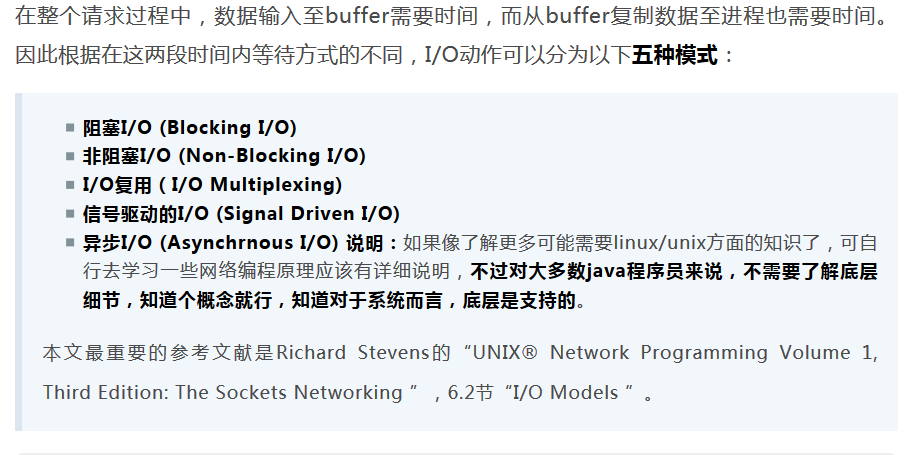 在整个请求过程中，数据输入至buffer需要时间，而从buffer复制数据至进程也需要时间。
因此根据在这两段时间内等待方式的不同，I/O动作可以分为以下五种模式：
阻塞I/O (Blocking I/O)
非阻塞I/O (Non-Blocking I/O)
I/O复用（ I/O Multiplexing)
信号驱动的I/O (Signal Driven I/O)
异步I/O (Asynchrnous I/O) 说明：如果像了解更多可能需要linux/unix方面的知识了，可自
行去学习一些网络编程原理应该有详细说明，不过对大多数java程序员来说，不需要了解底层
细节，知道个概念就行，知道对于系统而言，底层是支持的。
本文最重要的参考文献是Richard Stevens的“UNIX® Network Programming Volume 1,
Third Edition: The Sockets Networking ”，6.2节“I/O Models ”。